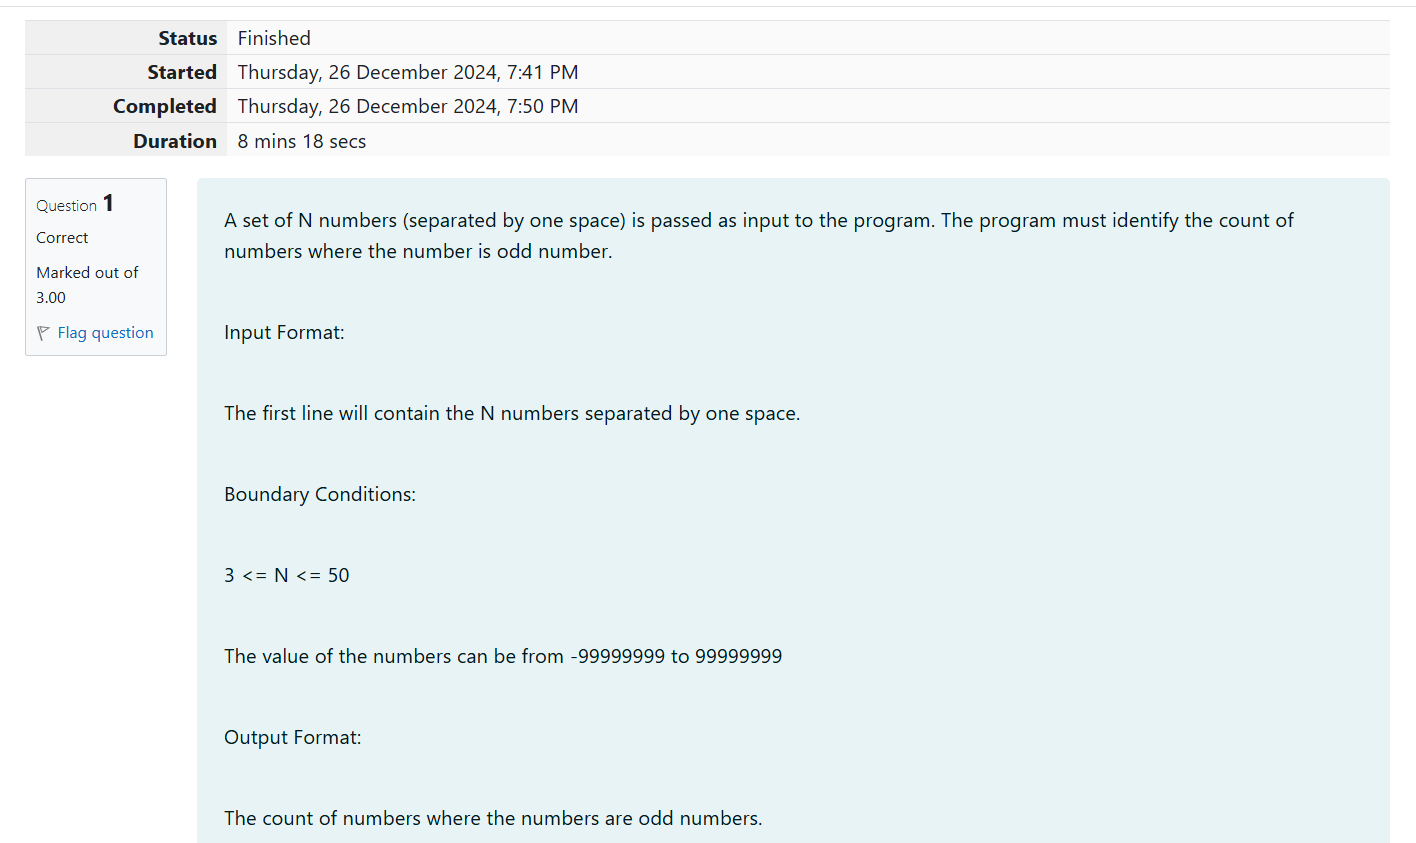 Status Finished
Started Thursday, 26 December 2024, 7:41 PM
Completed Thursday, 26 December 2024, 7:50 PM
Duration 8 mins 18 secs
Question 1
Correct
Marked out of
3.00
Flag question
A set of N numbers (separated by one space) is passed as input to the program. The program must identify the count of
numbers where the number is odd number.
Input Format:
The first line will contain the N numbers separated by one space.
Boundary Conditions:
3 <= N <= 50
The value of the numbers can be from -99999999 to 99999999
Output Format:
The count of numbers where the numbers are odd numbers.